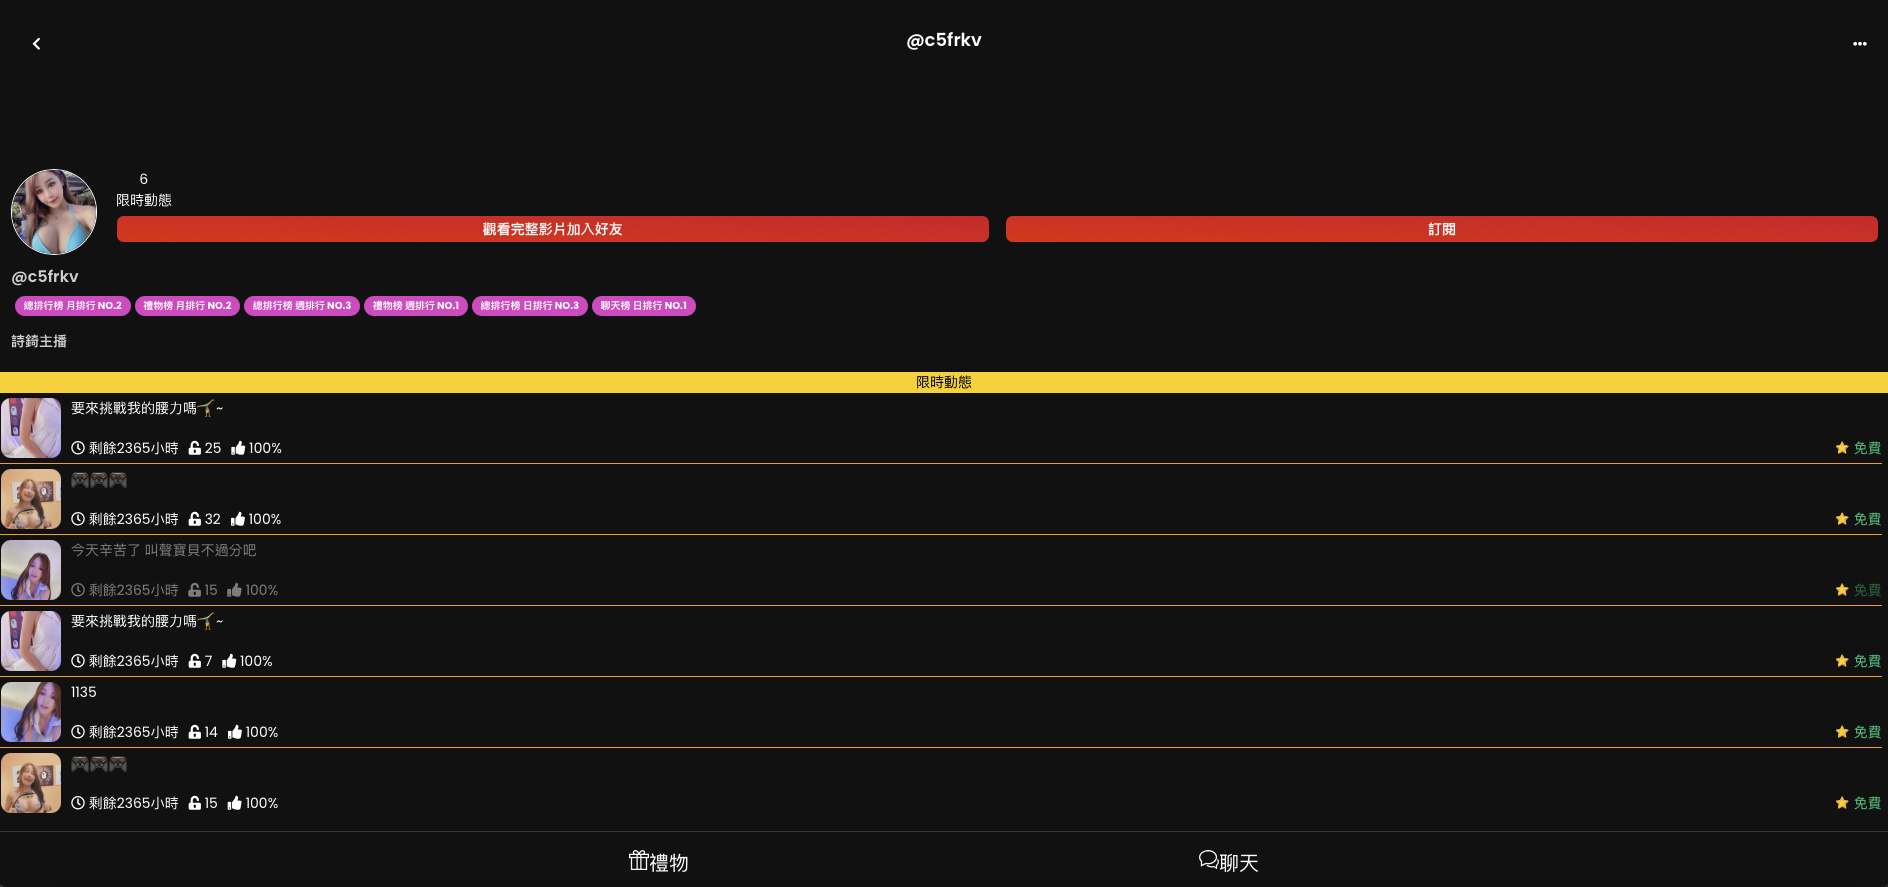 @c5frkv
6
限時動態
觀看完整影片加入好友
訂閱
@c5frkv
總排行榜 月排行 NO.2 禮物榜 月排行 NO.2 總排行榜 週排行 NO.3 禮物榜 週排行 NO.1 總排行榜 日排行 NO.3 聊天榜 日排行 NO.1
詩錡主播
限時動態
要來挑戰我的腰力嗎🤸~
剩餘2365小時 25 100% 免費
🎮🎮🎮
剩餘2365小時 32 100% 免費
今天辛苦了 叫聲寶貝不過分吧
剩餘2365小時 15 100% 免費
要來挑戰我的腰力嗎🤸~
剩餘2365小時 7 100% 免費
1135
剩餘2365小時 14 100% 免費
🎮🎮🎮
剩餘2365小時 15 100% 免費
禮物 聊天